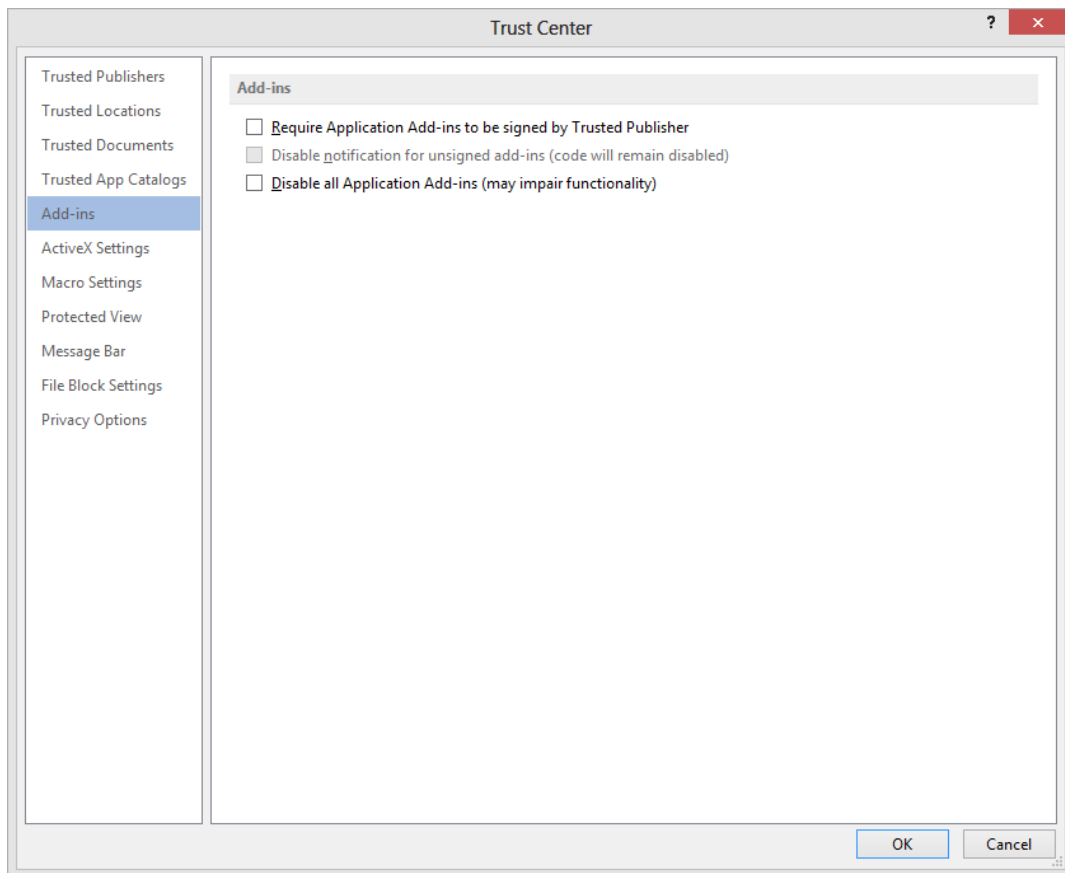 Trust Center
?
Trusted Publishers
Trusted Locations
Trusted Documents
Trusted App Catalogs
Add-ins
ActiveX Settings
Macro Settings
Protected View
Message Bar
File Block Settings
Privacy Options
Add-ins
Require Application Add-ins to be signed by Trusted Publisher
Disable notification for unsigned add-ins (code will remain disabled)
Disable all Application Add-ins (may impair functionality)
OK
Cancel